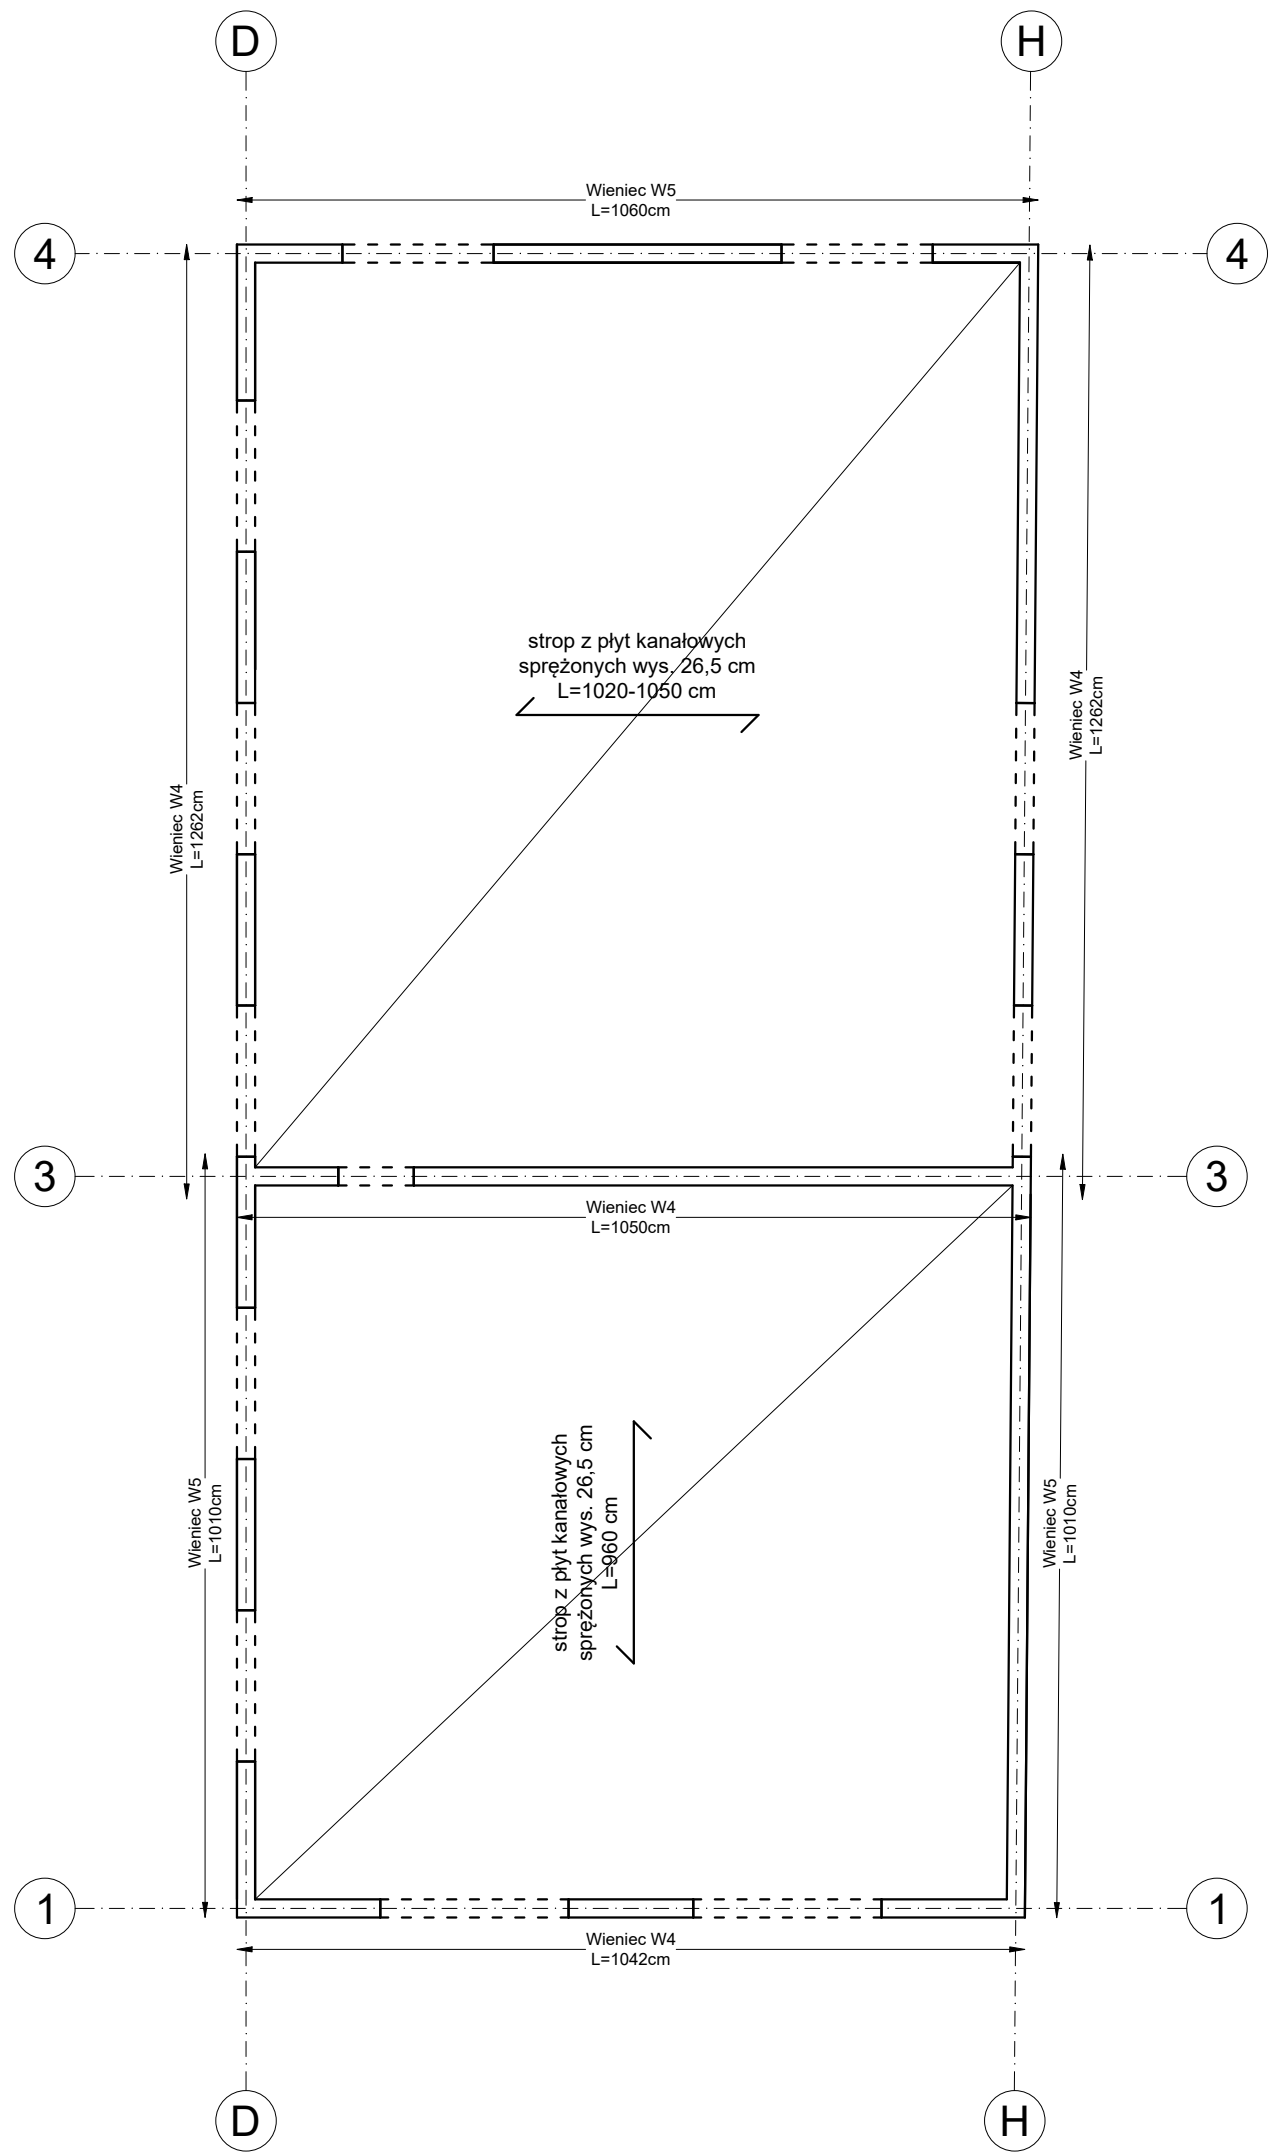 D
H
Wieniec W5
L=1060cm
4
4
strop z płyt kanałowych
sprężonych wys. 26,5 cm
L=1020-1050 cm
Wieniec W4
L=1262cm
Wieniec W4
L=1262cm
3
3
Wieniec W4
L=1050cm
strop z płyt kanałowych
sprężonych wys. 26,5 cm
L=960 cm
Wieniec W5
L=1010cm
Wieniec W5
L=1010cm
1
1
Wieniec W4
L=1042cm
D
H